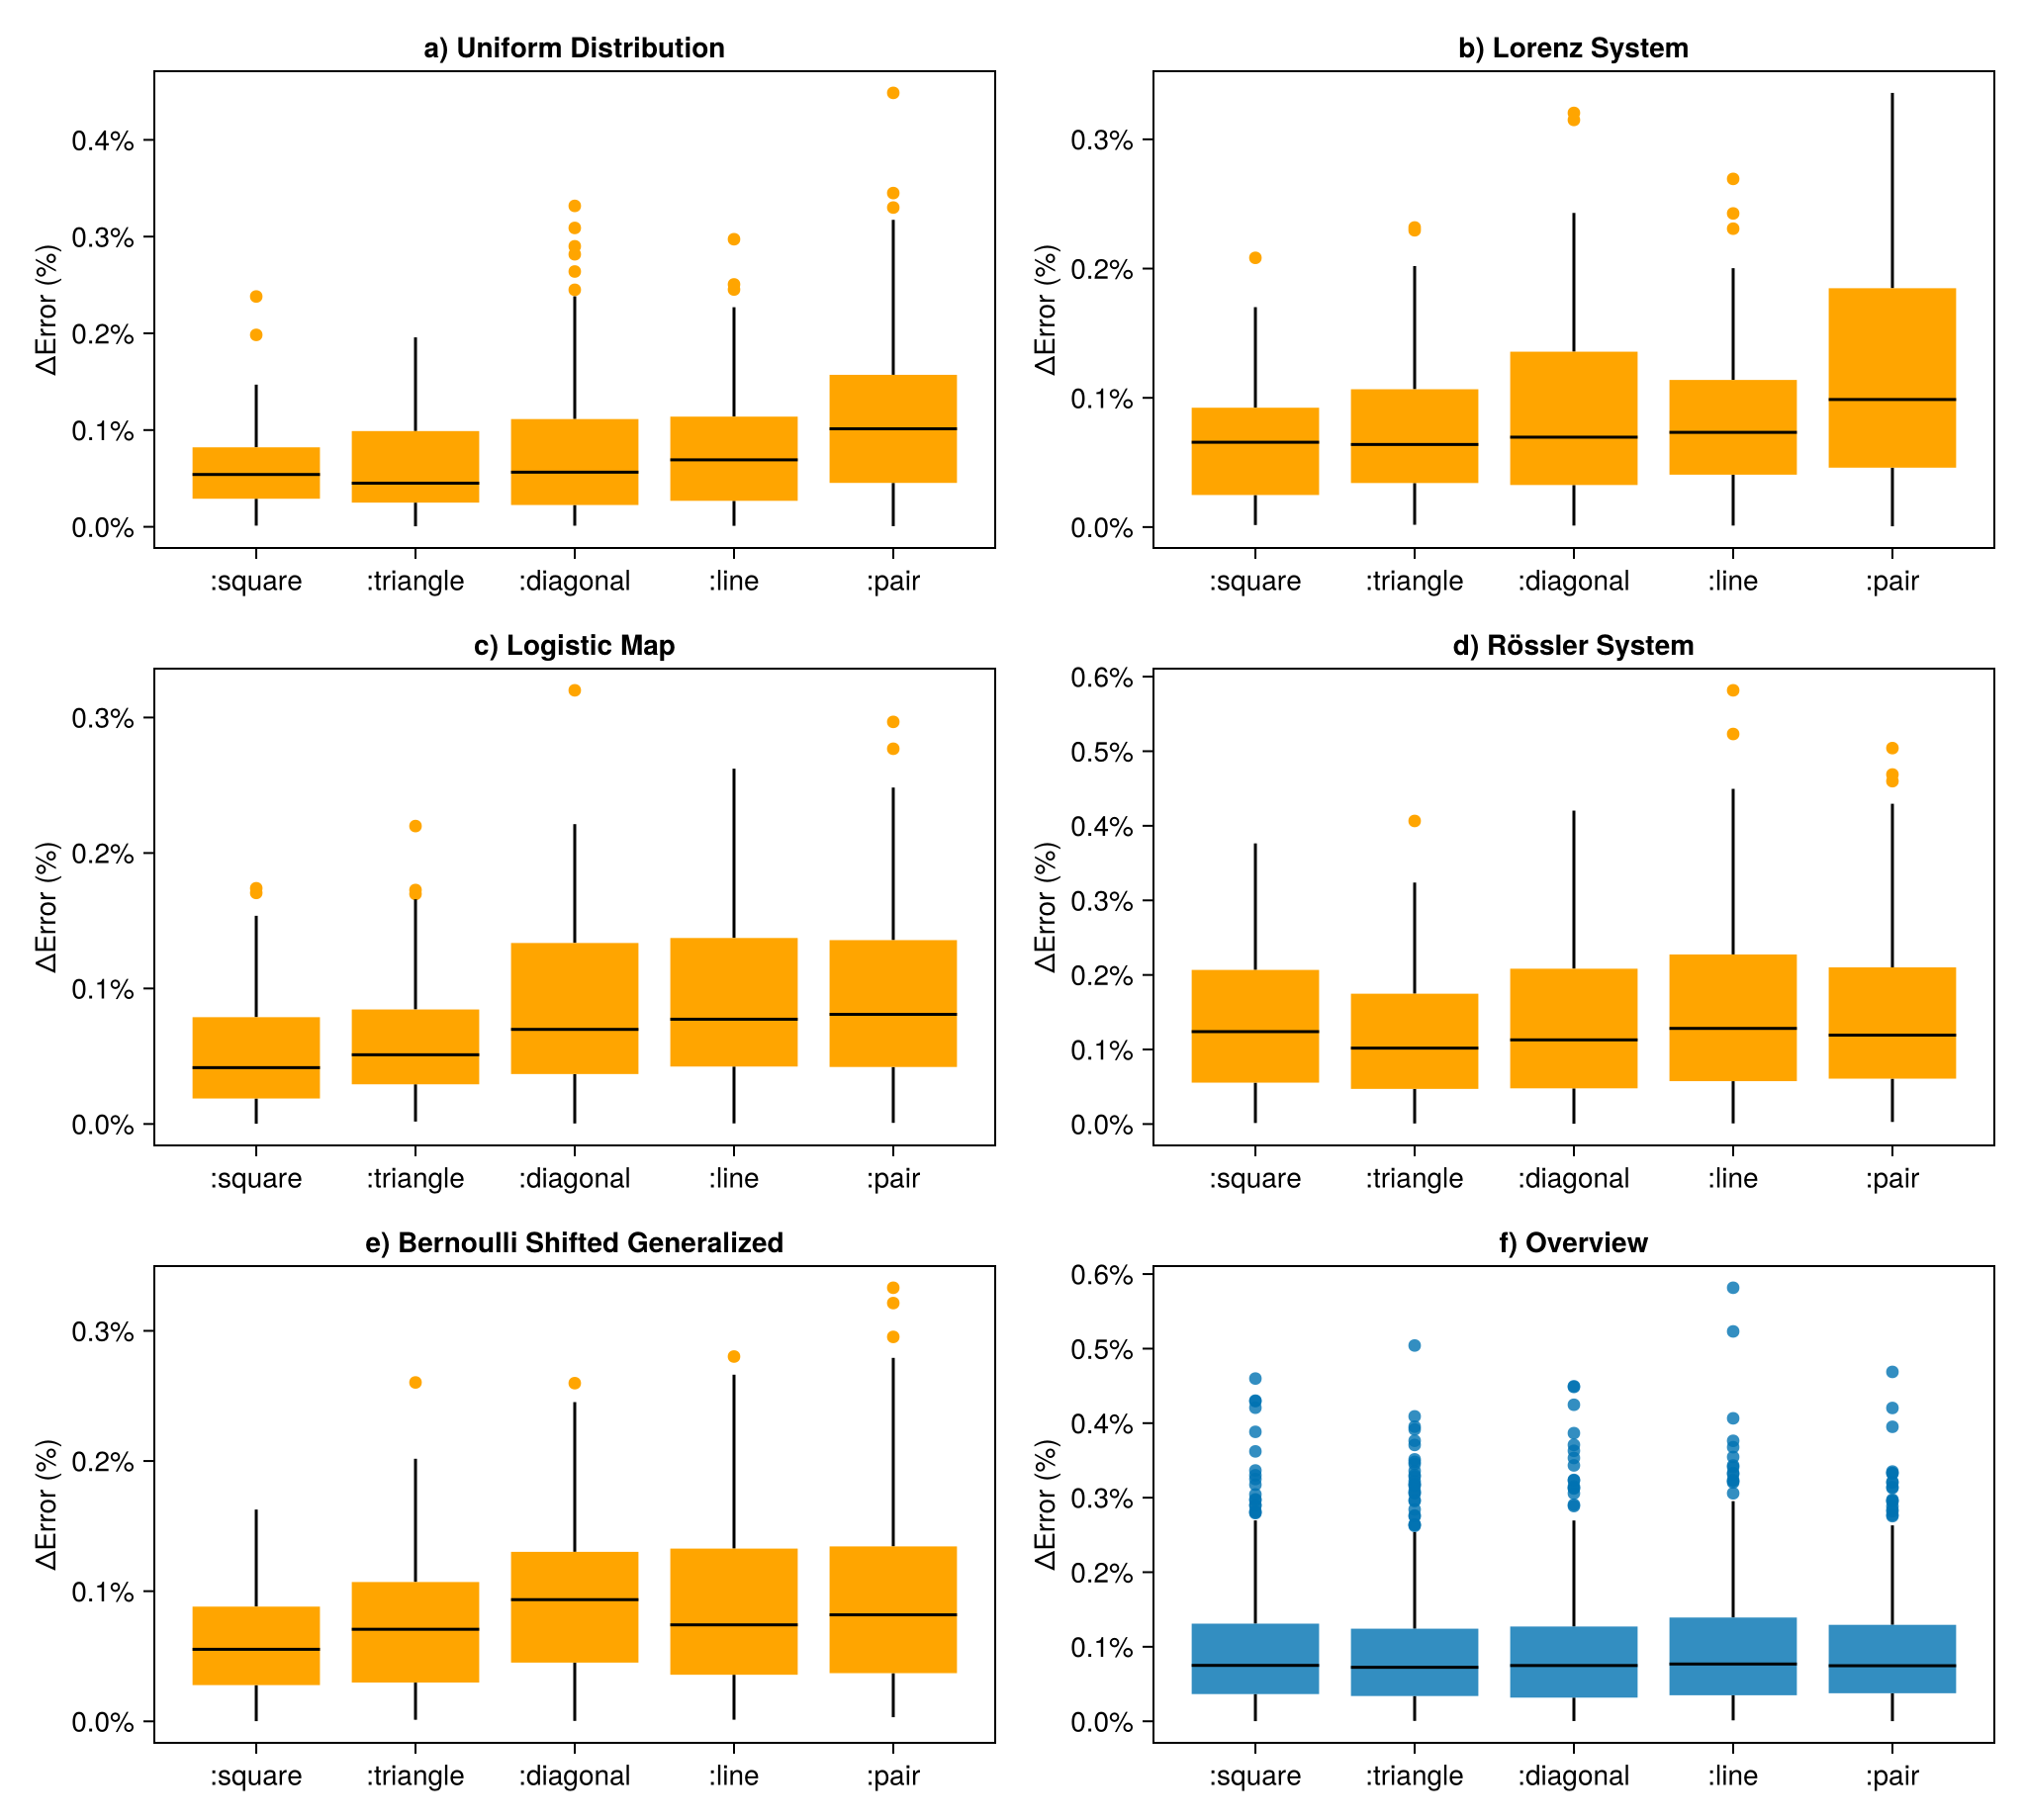 a) Uniform Distribution
ΔError (%)
0.4%
0.3%
0.2%
0.1%
0.0%
:square :triangle :diagonal :line :pair
b) Lorenz System
ΔError (%)
0.3%
0.2%
0.1%
0.0%
:square :triangle :diagonal :line :pair
c) Logistic Map
ΔError (%)
0.3%
0.2%
0.1%
0.0%
:square :triangle :diagonal :line :pair
d) Rössler System
ΔError (%)
0.6%
0.5%
0.4%
0.3%
0.2%
0.1%
0.0%
:square :triangle :diagonal :line :pair
e) Bernoulli Shifted Generalized
ΔError (%)
0.3%
0.2%
0.1%
0.0%
:square :triangle :diagonal :line :pair
f) Overview
ΔError (%)
0.6%
0.5%
0.4%
0.3%
0.2%
0.1%
0.0%
:square :triangle :diagonal :line :pair